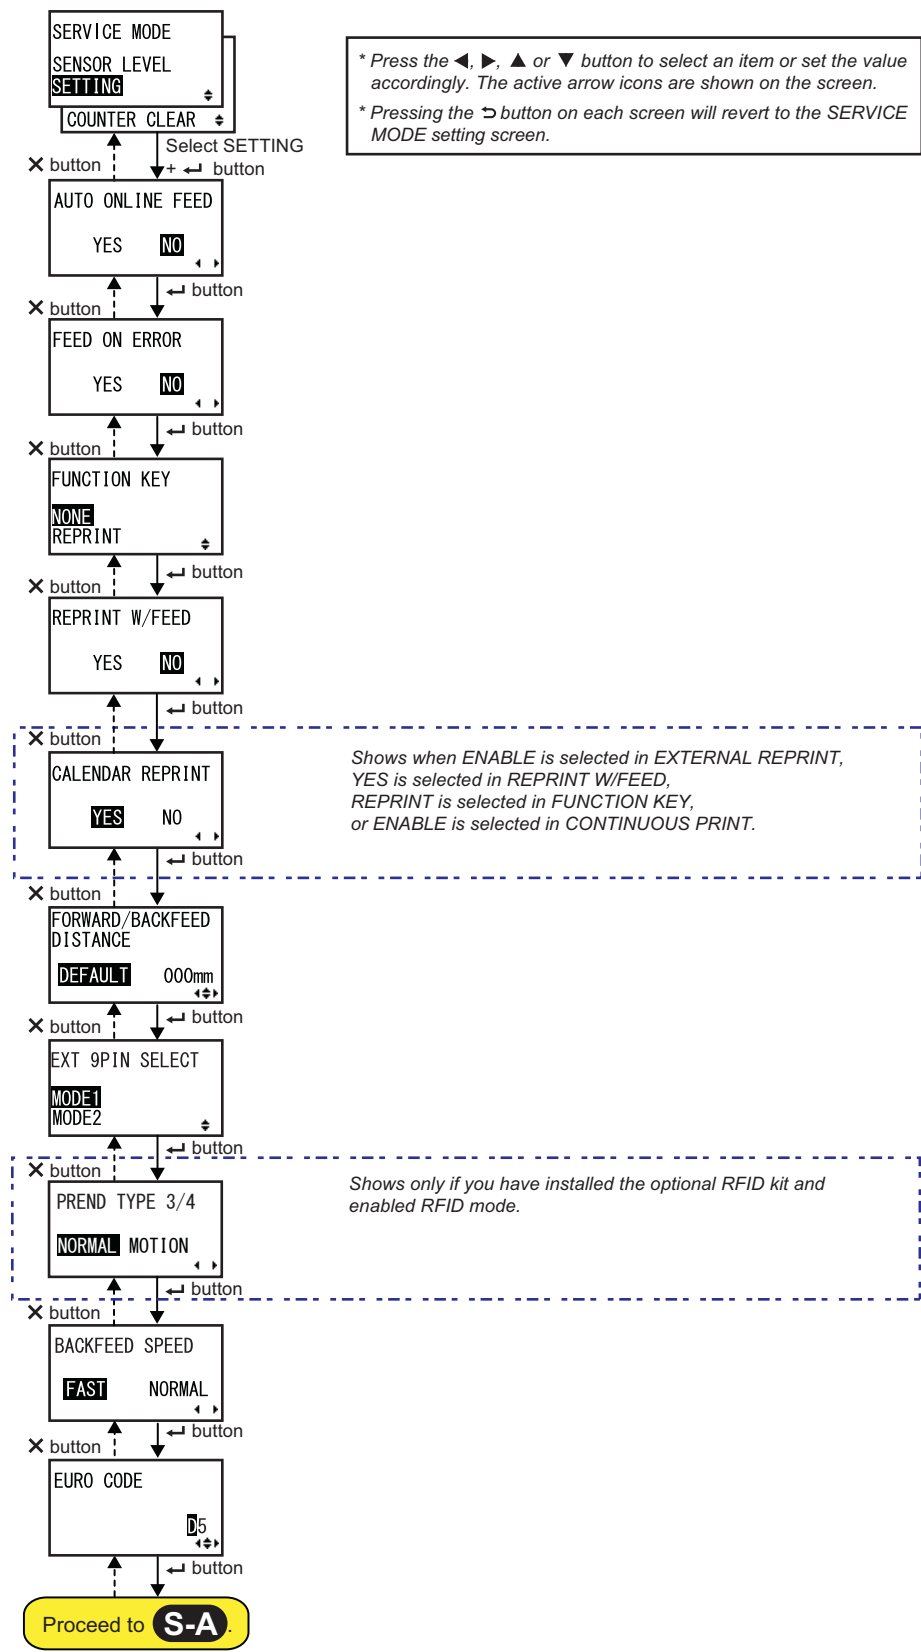 SERVICE MODE
SENSOR LEVEL
SETTING
COUNTER CLEAR
* Press the ◀, ▶, ▲ or ▼ button to select an item or set the value
accordingly. The active arrow icons are shown on the screen.
* Pressing the ⮌ button on each screen will revert to the SERVICE
MODE setting screen.
Select SETTING
+ ↵ button
✕ button
AUTO ONLINE FEED
YES NO
↵ button
✕ button
FEED ON ERROR
YES NO
↵ button
✕ button
FUNCTION KEY
NONE
REPRINT
↵ button
✕ button
REPRINT W/FEED
YES NO
↵ button
✕ button
CALENDAR REPRINT
YES NO
Shows when ENABLE is selected in EXTERNAL REPRINT,
YES is selected in REPRINT W/FEED,
REPRINT is selected in FUNCTION KEY,
or ENABLE is selected in CONTINUOUS PRINT.
↵ button
✕ button
FORWARD/BACKFEED
DISTANCE
DEFAULT 000mm
↵ button
✕ button
EXT 9PIN SELECT
MODE1
MODE2
↵ button
✕ button
PREND TYPE 3/4
NORMAL MOTION
Shows only if you have installed the optional RFID kit and
enabled RFID mode.
↵ button
✕ button
BACKFEED SPEED
FAST NORMAL
↵ button
✕ button
EURO CODE
D5
↵ button
Proceed to S-A.